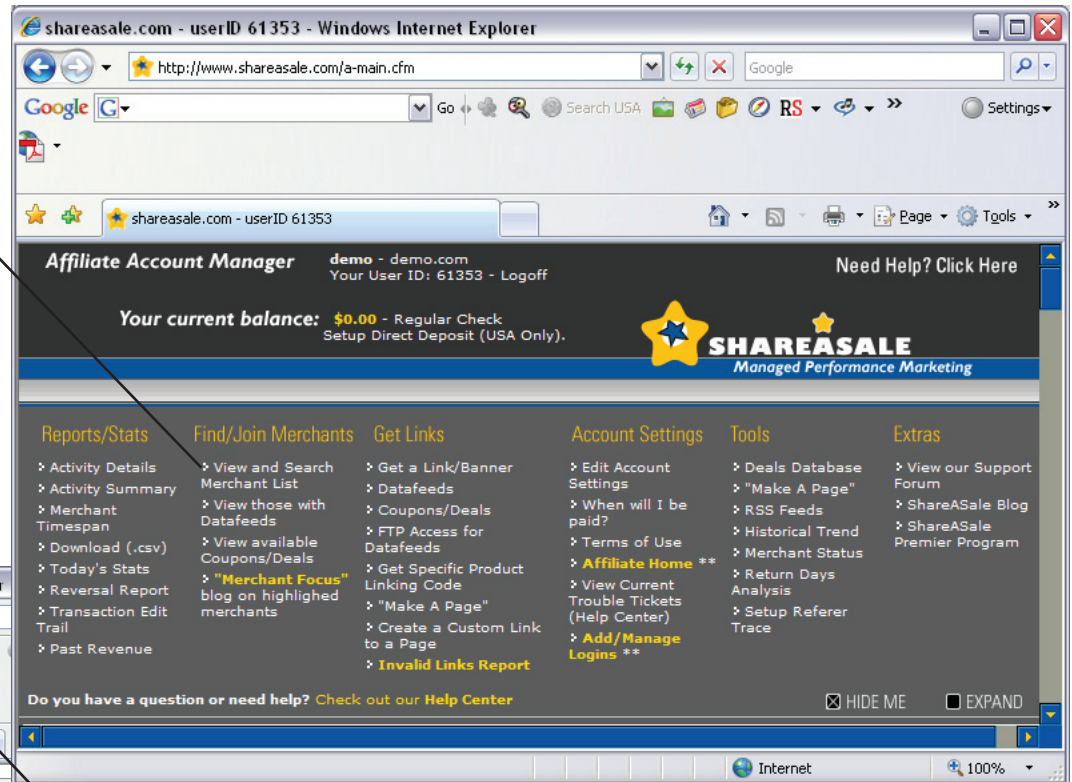 shareasale.com - userID 61353 - Windows Internet Explorer
http://www.shareasale.com/a-main.cfm
Google
Google G
Go
Search USA
RS
»
Settings
shareasale.com - userID 61353
Page
Tools
»
Affiliate Account Manager
demo - demo.com
Your User ID: 61353 - Logoff
Need Help? Click Here
Your current balance:
$0.00 - Regular Check
Setup Direct Deposit (USA Only).
SHAREASALE
Managed Performance Marketing
Reports/Stats
Activity Details
Activity Summary
Merchant
Timespan
Download (.csv)
Today's Stats
Reversal Report
Transaction Edit
Trail
Past Revenue
Find/Join Merchants
View and Search
Merchant List
View those with
Datafeeds
View available
Coupons/Deals
"Merchant Focus"
blog on highlighed
merchants
Get Links
Get a Link/Banner
Datafeeds
Coupons/Deals
FTP Access for
Datafeeds
Get Specific Product
Linking Code
"Make A Page"
Create a Custom Link
to a Page
Invalid Links Report
Account Settings
Edit Account
Settings
When will I be
paid?
Terms of Use
Affiliate Home **
View Current
Trouble Tickets
(Help Center)
Add/Manage
Logins **
Tools
Deals Database
"Make A Page"
RSS Feeds
Historical Trend
Merchant Status
Return Days
Analysis
Setup Referer
Trace
Extras
View our Support
Forum
ShareASale Blog
ShareASale
Premier Program
Do you have a question or need help? Check out our Help Center
HIDE ME
EXPAND
Internet
100%